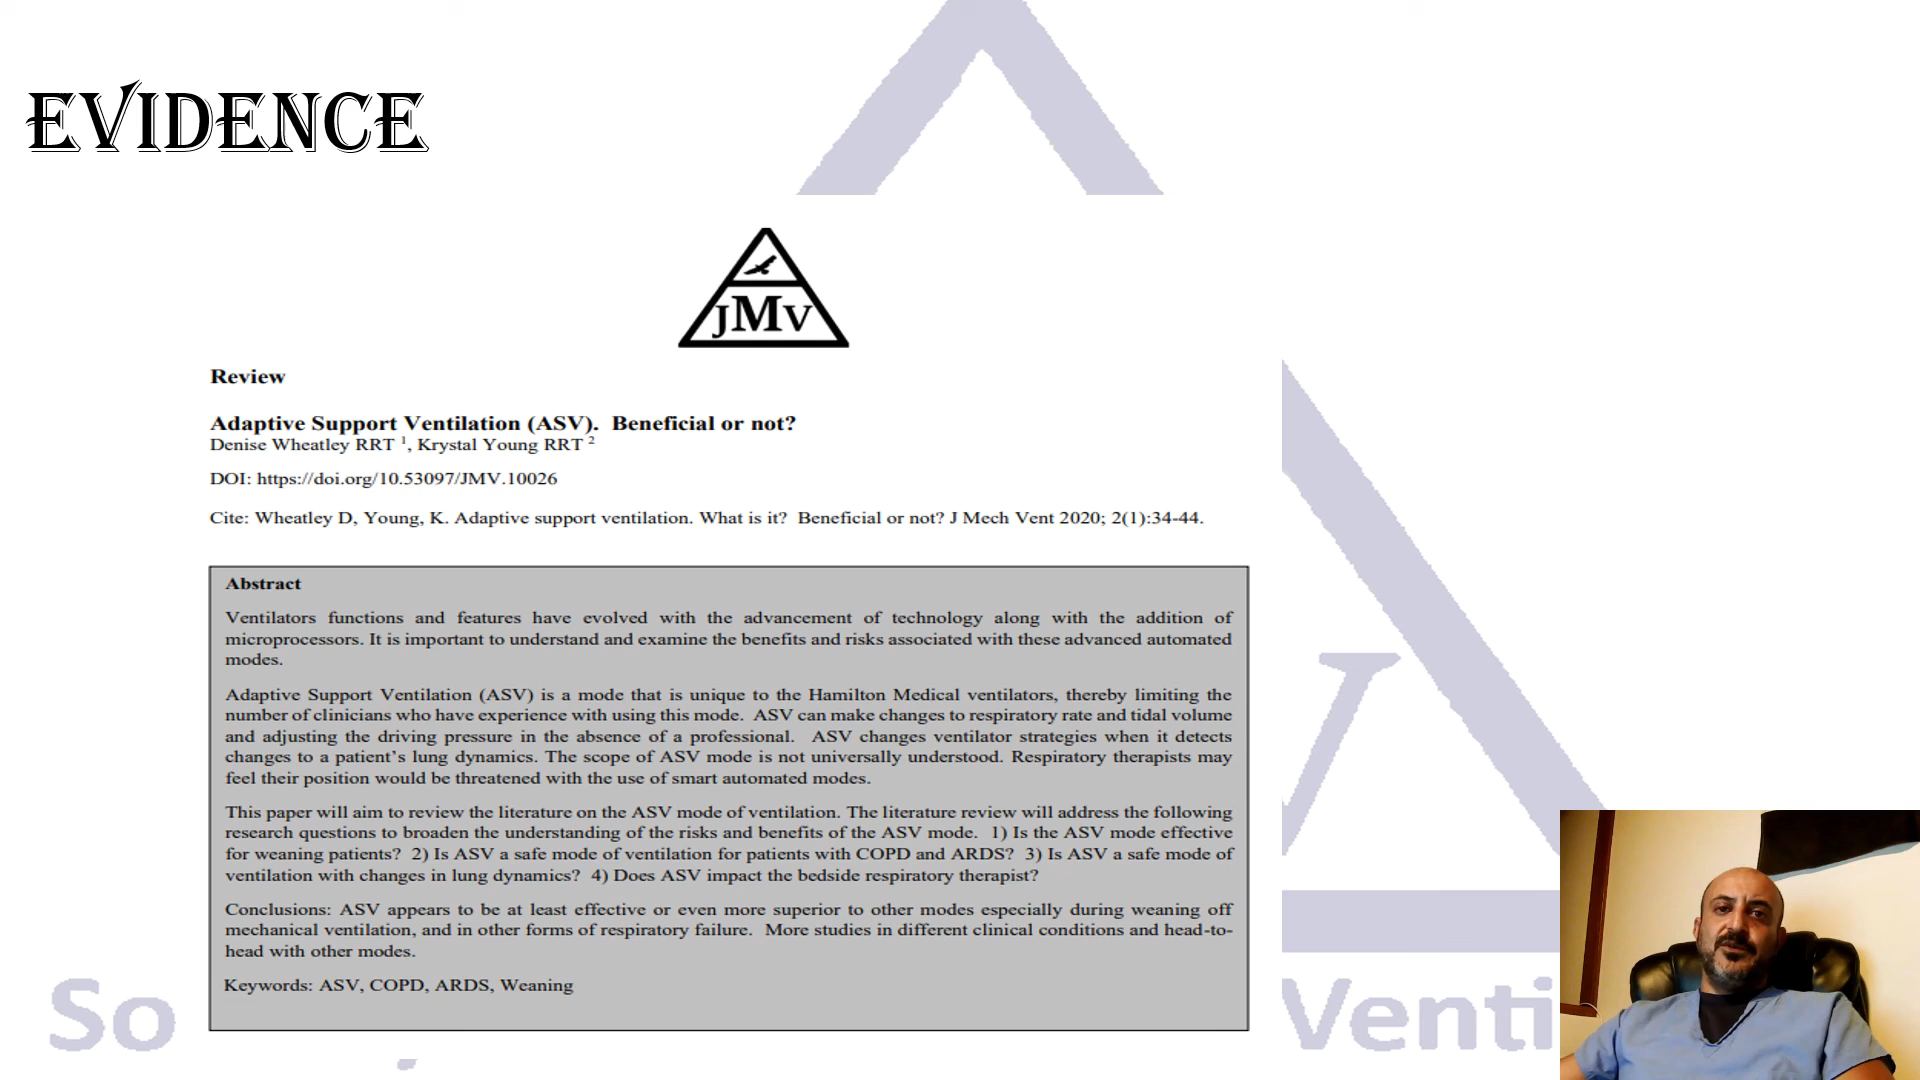 EVIDENCE
JMV
Review
Adaptive Support Ventilation (ASV).  Beneficial or not?
Denise Wheatley RRT ¹, Krystal Young RRT ²
DOI: https://doi.org/10.53097/JMV.10026
Cite: Wheatley D, Young, K. Adaptive support ventilation. What is it?  Beneficial or not? J Mech Vent 2020; 2(1):34-44.
Abstract
Ventilators functions and features have evolved with the advancement of technology along with the addition of
microprocessors. It is important to understand and examine the benefits and risks associated with these advanced automated
modes.
Adaptive Support Ventilation (ASV) is a mode that is unique to the Hamilton Medical ventilators, thereby limiting the
number of clinicians who have experience with using this mode.  ASV can make changes to respiratory rate and tidal volume
and adjusting the driving pressure in the absence of a professional.  ASV changes ventilator strategies when it detects
changes to a patient's lung dynamics. The scope of ASV mode is not universally understood. Respiratory therapists may
feel their position would be threatened with the use of smart automated modes.
This paper will aim to review the literature on the ASV mode of ventilation. The literature review will address the following
research questions to broaden the understanding of the risks and benefits of the ASV mode.  1) Is the ASV mode effective
for weaning patients?  2) Is ASV a safe mode of ventilation for patients with COPD and ARDS?  3) Is ASV a safe mode of
ventilation with changes in lung dynamics?  4) Does ASV impact the bedside respiratory therapist?
Conclusions: ASV appears to be at least effective or even more superior to other modes especially during weaning off
mechanical ventilation, and in other forms of respiratory failure.  More studies in different clinical conditions and head-to-
head with other modes.
Keywords: ASV, COPD, ARDS, Weaning
So Venti